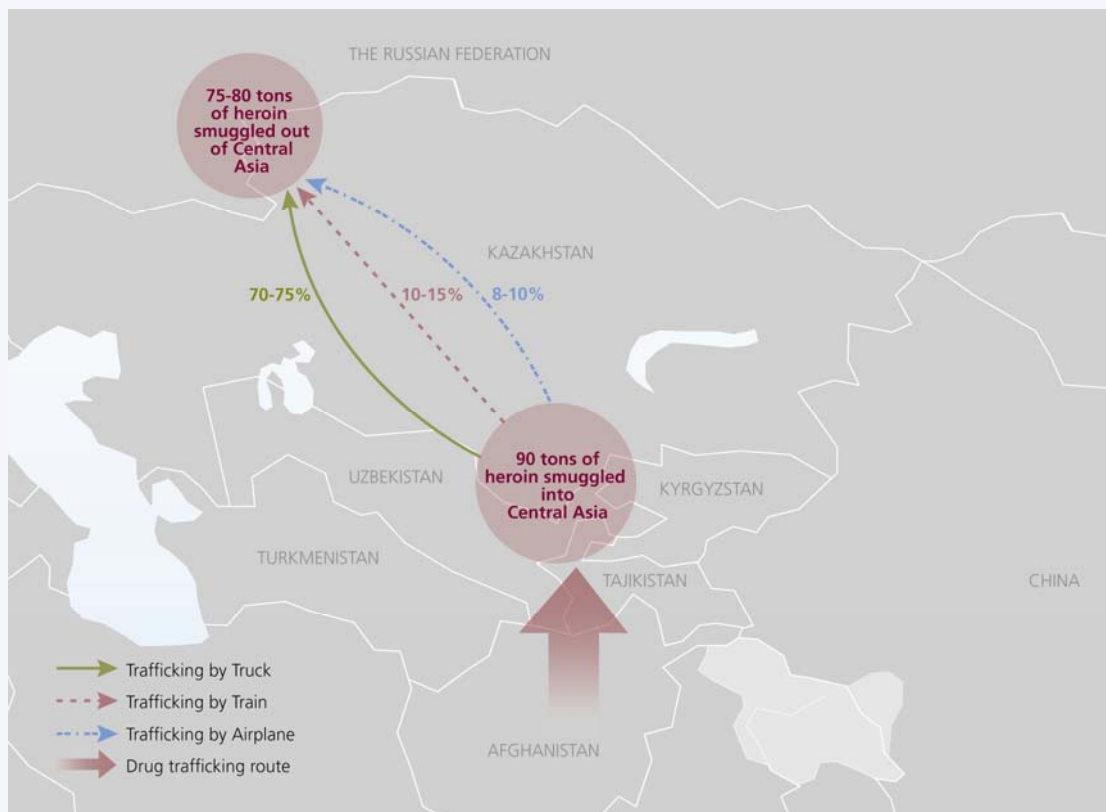 THE RUSSIAN FEDERATION
75-80 tons
of heroin
smuggled out
of Central
Asia
KAZAKHSTAN
70-75%
10-15%
8-10%
90 tons of
heroin smuggled
into
Central Asia
UZBEKISTAN
KYRGYZSTAN
TURKMENISTAN
TAJIKISTAN
CHINA
Trafficking by Truck
Trafficking by Train
Trafficking by Airplane
Drug trafficking route
AFGHANISTAN